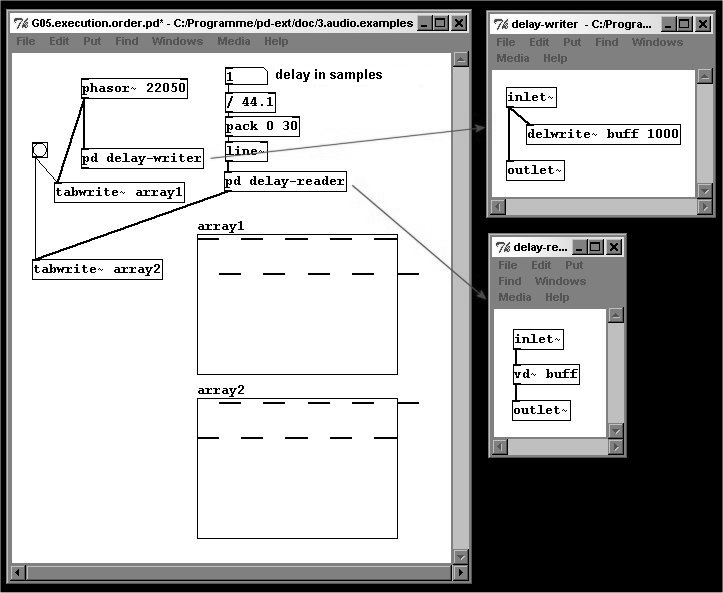 G05.execution.order.pd* - C:/Programme/pd-ext/doc/3.audio.examples
File Edit Put Find Windows Media Help
1
delay in samples
phasor~ 22050
/ 44.1
pack 0 30
line~
pd delay-writer
pd delay-reader
tabwrite~ array1
array1
tabwrite~ array2
array2
delay-writer - C:/Progra...
File Edit Put Find Windows
Media Help
inlet~
delwrite~ buff 1000
outlet~
delay-re...
File Edit Put
Find Windows
Media Help
inlet~
vd~ buff
outlet~